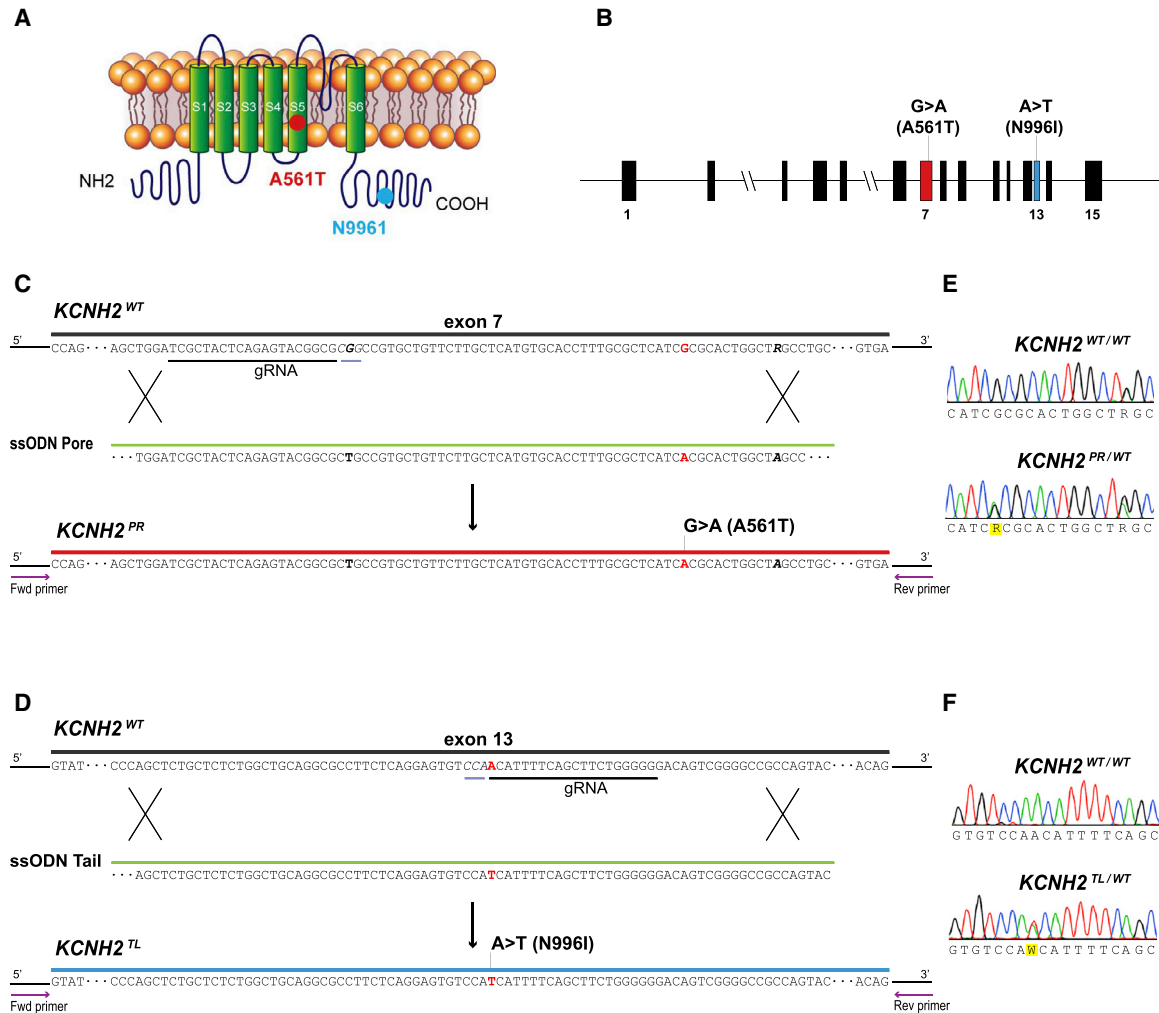 A
S1 S2 S3 S4 S5 S6
NH2
A561T
COOH
N9961
B
G>A
(A561T)
A>T
(N996I)
1 7 13 15
C
KCNH2 WT
exon 7
5' 3'
CCAG···AGCTGGATCGCTACTCAGAGTACGGCGCGGCCGTGCTGTTCTTGCTCATGTGCACCTTTGCGCTCATCGCGCACTGGCTRGCCTGC···GTGA
gRNA
ssODN Pore
···TGGATCGCTACTCAGAGTACGGCGCTGCCGTGCTGTTCTTGCTCATGTGCACCTTTGCGCTCATCACGCACTGGCTAGCC···
KCNH2 PR
G>A (A561T)
5' 3'
CCAG···AGCTGGATCGCTACTCAGAGTACGGCGCTGCCGTGCTGTTCTTGCTCATGTGCACCTTTGCGCTCATCACGCACTGGCTAGCCTGC···GTGA
Fwd primer
Rev primer
E
KCNH2 WT/WT
CATCGCGCACTGGCTRGC
KCNH2 PR/WT
CATCRCGCACTGGCTRGC
D
KCNH2 WT
exon 13
5' 3'
GTAT···CCCAGCTCTGCTCTCTGGCTGCAGGCGCCTTCTCAGGAGTGTCCAACATTTTCAGCTTCTGGGGGGACAGTCGGGGCCGCCAGTAC···ACAG
gRNA
ssODN Tail
···AGCTCTGCTCTCTGGCTGCAGGCGCCTTCTCAGGAGTGTCCATCATTTTCAGCTTCTGGGGGGACAGTCGGGGCCGCCAGTAC
KCNH2 TL
A>T (N996I)
5' 3'
GTAT···CCCAGCTCTGCTCTCTGGCTGCAGGCGCCTTCTCAGGAGTGTCCATCATTTTCAGCTTCTGGGGGGACAGTCGGGGCCGCCAGTAC···ACAG
Fwd primer
Rev primer
F
KCNH2 WT/WT
GTGTCCAACATTTTCAGC
KCNH2 TL/WT
GTGTCCAWCATTTTCAGC